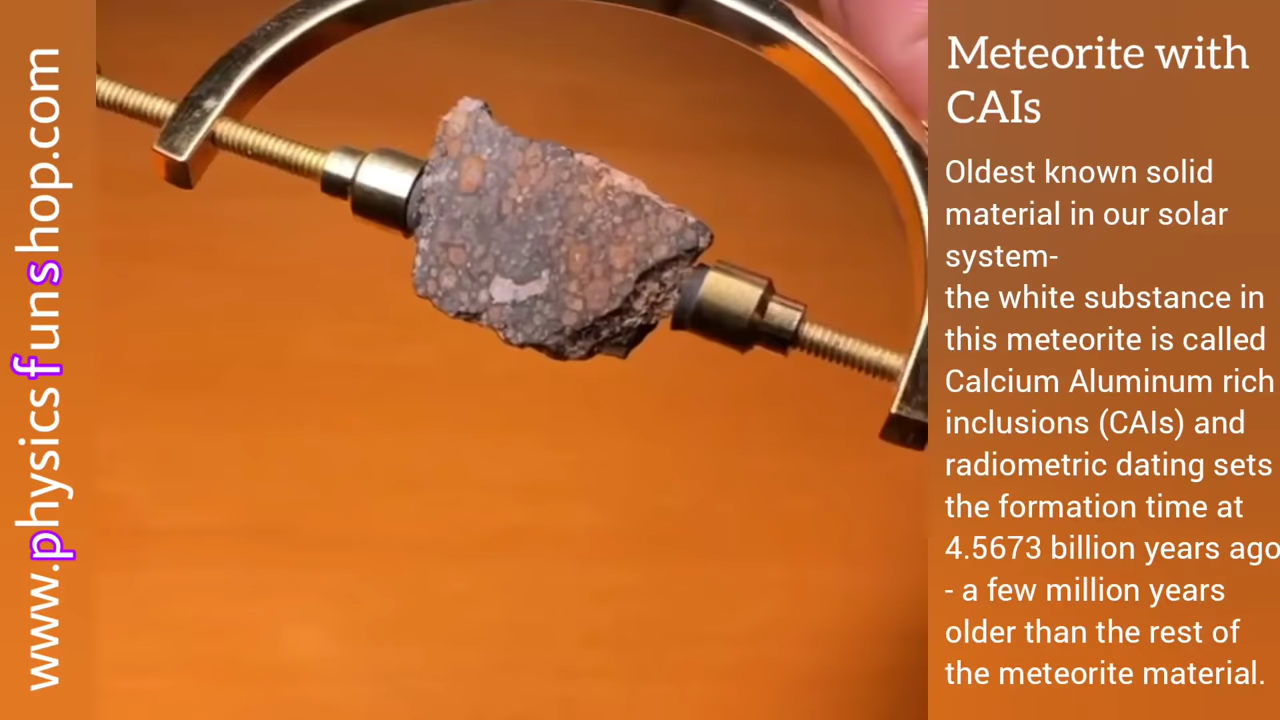 www.physicsfunshop.com
Meteorite with
CAIs
Oldest known solid
material in our solar
system-
the white substance in
this meteorite is called
Calcium Aluminum rich
inclusions (CAIs) and
radiometric dating sets
the formation time at
4.5673 billion years ago
- a few million years
older than the rest of
the meteorite material.